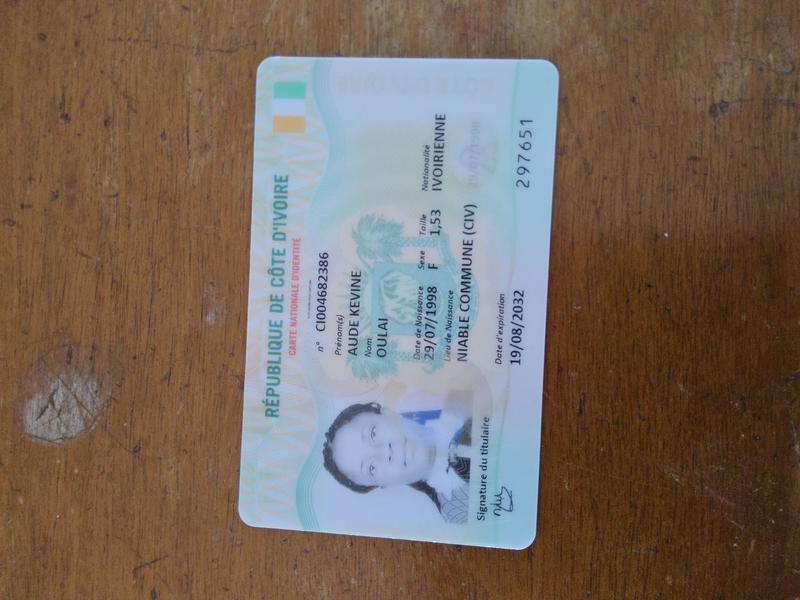 RÉPUBLIQUE DE CÔTE D'IVOIRE
CARTE NATIONALE D'IDENTITÉ
n° CI004682386
Prénom(s)
AUDE KEVINE
Nom
OULAI
Date de Naissance Sexe Taille Nationalité
29/07/1998 F 1,53 IVOIRIENNE
Lieu de Naissance
NIABLE COMMUNE (CIV)
Date d'expiration
19/08/2032
297651
Signature du titulaire
CÔTE D'IVOIRE